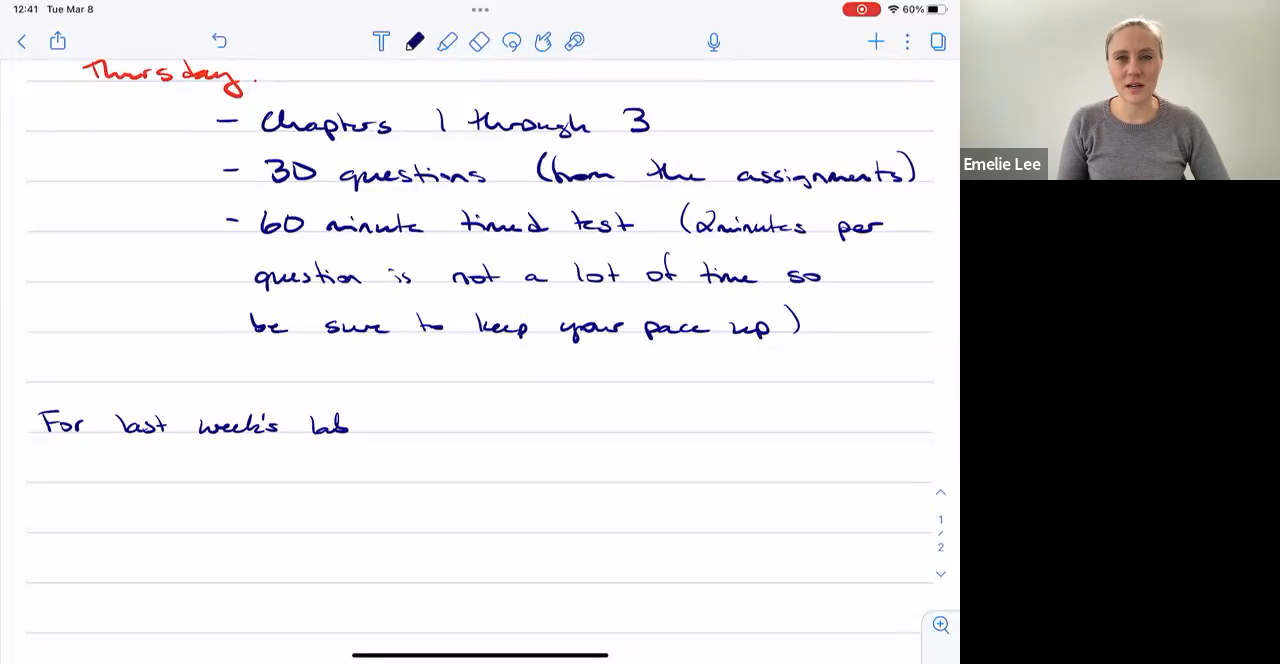 12:41 Tue Mar 8
60%
Thursday.
- Chapters 1 through 3
- 30 questions (from the assignments)
- 60 minute timed test (2minutes per
question is not a lot of time so
be sure to keep your pace up)
For last week's lab
1
/
2
Emelie Lee